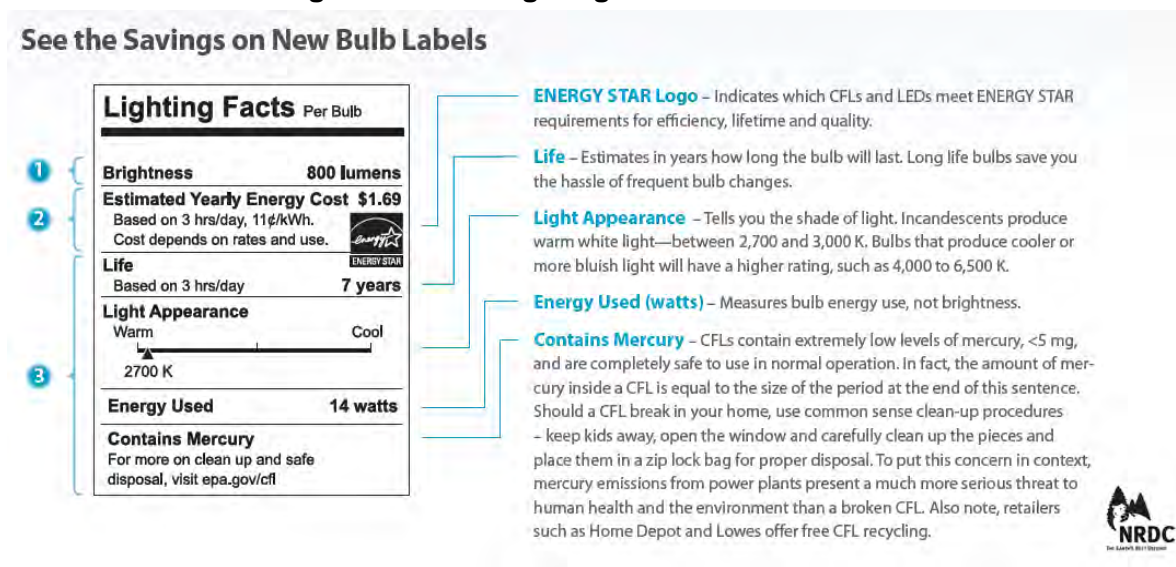 See the Savings on New Bulb Labels
Lighting Facts Per Bulb
1
Brightness 800 lumens
2
Estimated Yearly Energy Cost $1.69
Based on 3 hrs/day, 11¢/kWh.
Cost depends on rates and use.
energy
ENERGY STAR
3
Life
Based on 3 hrs/day 7 years
Light Appearance
Warm Cool
2700 K
Energy Used 14 watts
Contains Mercury
For more on clean up and safe
disposal, visit epa.gov/cfl
ENERGY STAR Logo – Indicates which CFLs and LEDs meet ENERGY STAR
requirements for efficiency, lifetime and quality.
Life – Estimates in years how long the bulb will last. Long life bulbs save you
the hassle of frequent bulb changes.
Light Appearance – Tells you the shade of light. Incandescents produce
warm white light—between 2,700 and 3,000 K. Bulbs that produce cooler or
more bluish light will have a higher rating, such as 4,000 to 6,500 K.
Energy Used (watts) – Measures bulb energy use, not brightness.
Contains Mercury – CFLs contain extremely low levels of mercury, <5 mg,
and are completely safe to use in normal operation. In fact, the amount of mer-
cury inside a CFL is equal to the size of the period at the end of this sentence.
Should a CFL break in your home, use common sense clean-up procedures
– keep kids away, open the window and carefully clean up the pieces and
place them in a zip lock bag for proper disposal. To put this concern in context,
mercury emissions from power plants present a much more serious threat to
human health and the environment than a broken CFL. Also note, retailers
such as Home Depot and Lowes offer free CFL recycling.
NRDC
THE EARTH'S BEST DEFENSE